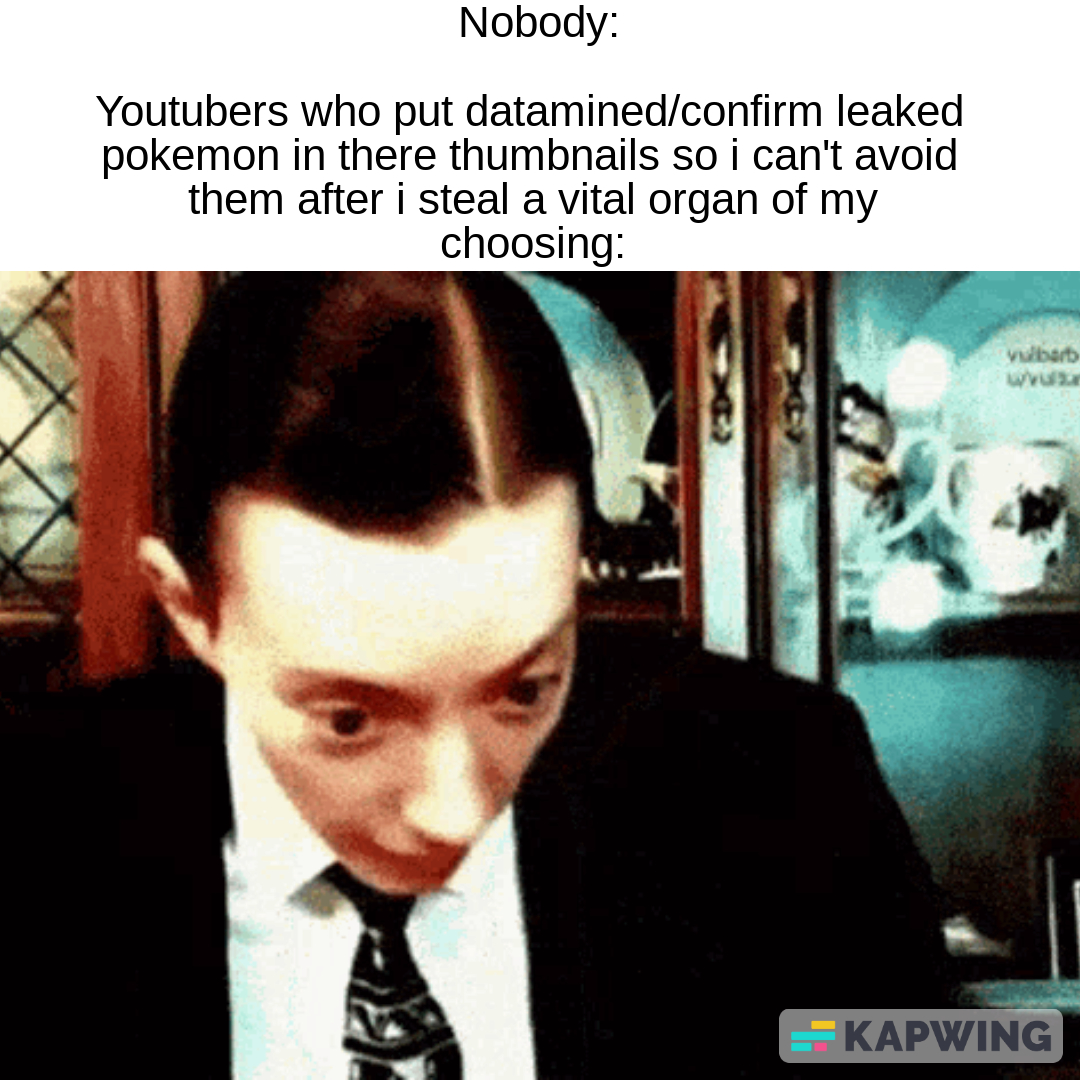 Nobody:
Youtubers who put datamined/confirm leaked
pokemon in there thumbnails so i can't avoid
them after i steal a vital organ of my
choosing:
KAPWING